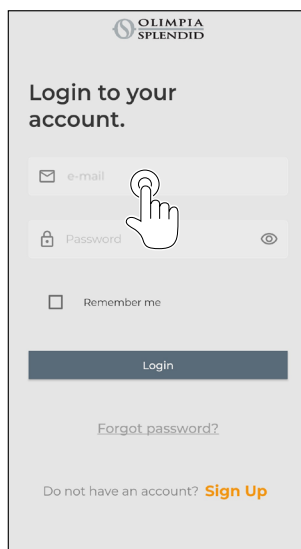 OLIMPIA
SPLENDID
Login to your
account.
e-mail
Password
Remember me
Login
Forgot password?
Do not have an account? Sign Up